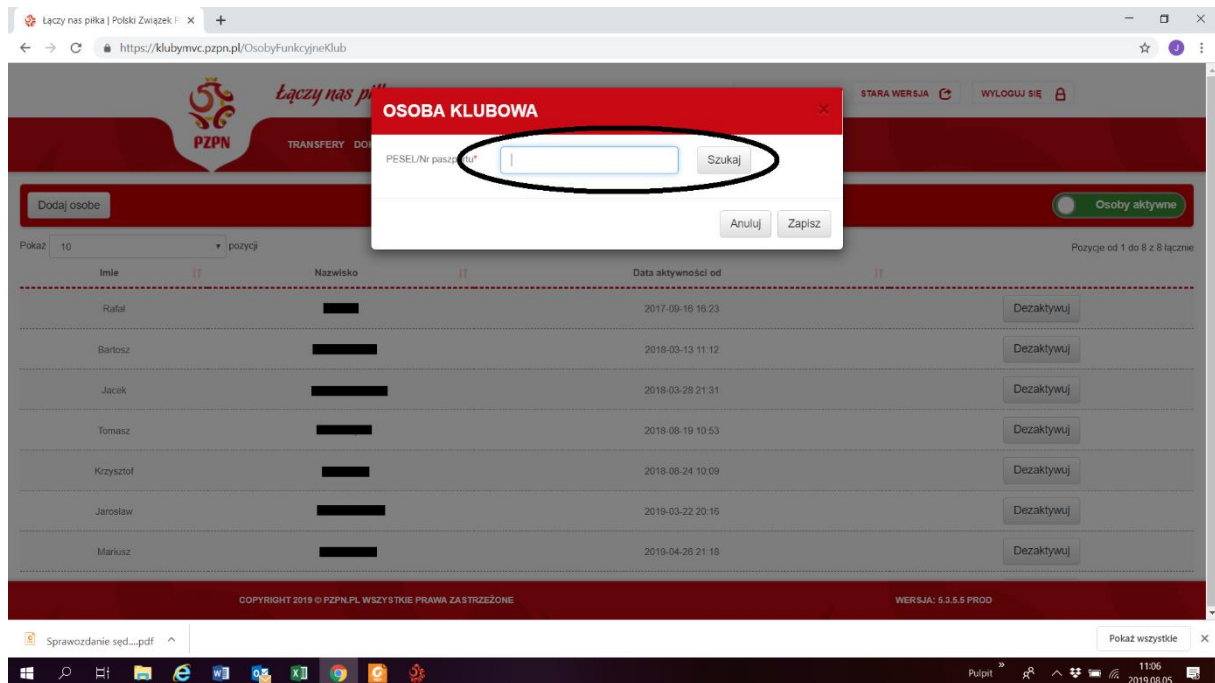 Łączy nas piłka | Polski Związek P
https://klubymvc.pzpn.pl/OsobyFunkcyjneKlub
J
Łączy nas
STARA WERSJA
WYLOGUJ SIĘ
OSOBA KLUBOWA
PZPN
TRANSFERY
PESEL/Nr paszportu*
Szukaj
Anuluj
Zapisz
Dodaj osobe
Osoby aktywne
Pokaż 10 pozycji
Pozycje od 1 do 8 z 8 łącznie
Imie Nazwisko Data aktywności od
Rafał 2017-09-16 16:23 Dezaktywuj
Bartosz 2018-03-13 11:12 Dezaktywuj
Jacek 2018-03-28 21:31 Dezaktywuj
Tomasz 2018-08-19 10:53 Dezaktywuj
Krzysztof 2018-08-24 10:09 Dezaktywuj
Jarosław 2019-03-22 20:16 Dezaktywuj
Mariusz 2019-04-26 21:18 Dezaktywuj
COPYRIGHT 2019 © PZPN.PL WSZYSTKIE PRAWA ZASTRZEŻONE
WERSJA: 5.3.5.5 PROD
Sprawozdanie sęd....pdf
Pokaż wszystkie
Pulpit
11:06
2019.08.05